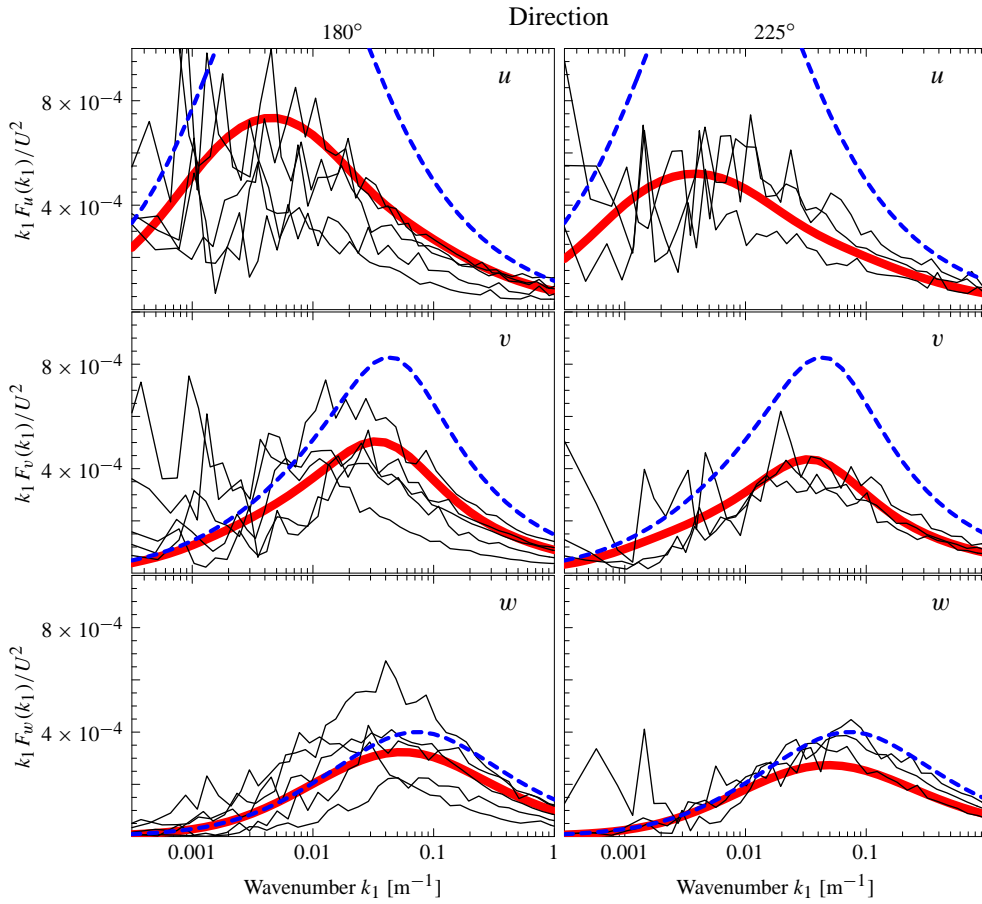 Direction
180° 225°
u u
8 × 10⁻⁴
4 × 10⁻⁴
k₁ Fᵤ(k₁)/U²
v v
8 × 10⁻⁴
4 × 10⁻⁴
k₁ Fᵥ(k₁)/U²
w w
8 × 10⁻⁴
4 × 10⁻⁴
k₁ F_w(k₁)/U²
0.001 0.01 0.1 1 0.001 0.01 0.1
Wavenumber k₁ [m⁻¹] Wavenumber k₁ [m⁻¹]